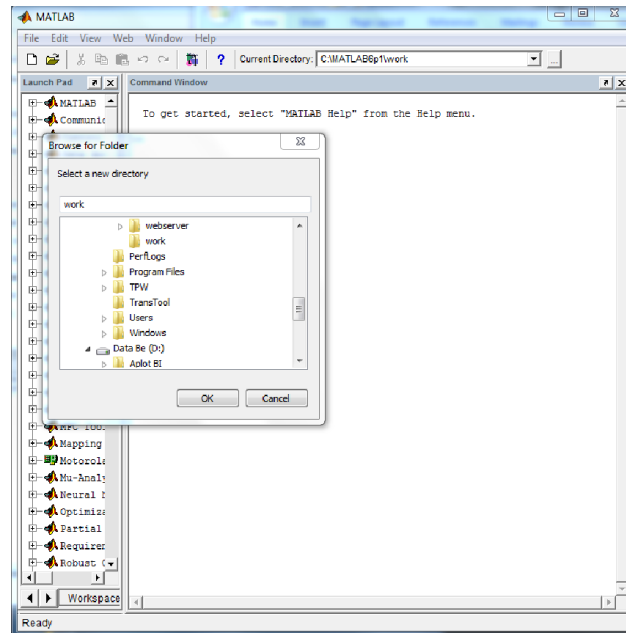 MATLAB
File Edit View Web Window Help
? Current Directory: C:\MATLAB6p1\work ...
Launch Pad
Command Window
MATLAB
Communic
To get started, select "MATLAB Help" from the Help menu.
Browse for Folder
Select a new directory
work
webserver
work
PerfLogs
Program Files
TPW
TransTool
Users
Windows
Data Be (D:)
Aplot BI
OK Cancel
Mapping
Motorola
Mu-Analy
Neural N
Optimiza
Partial
Requirem
Robust C
Workspace
Ready